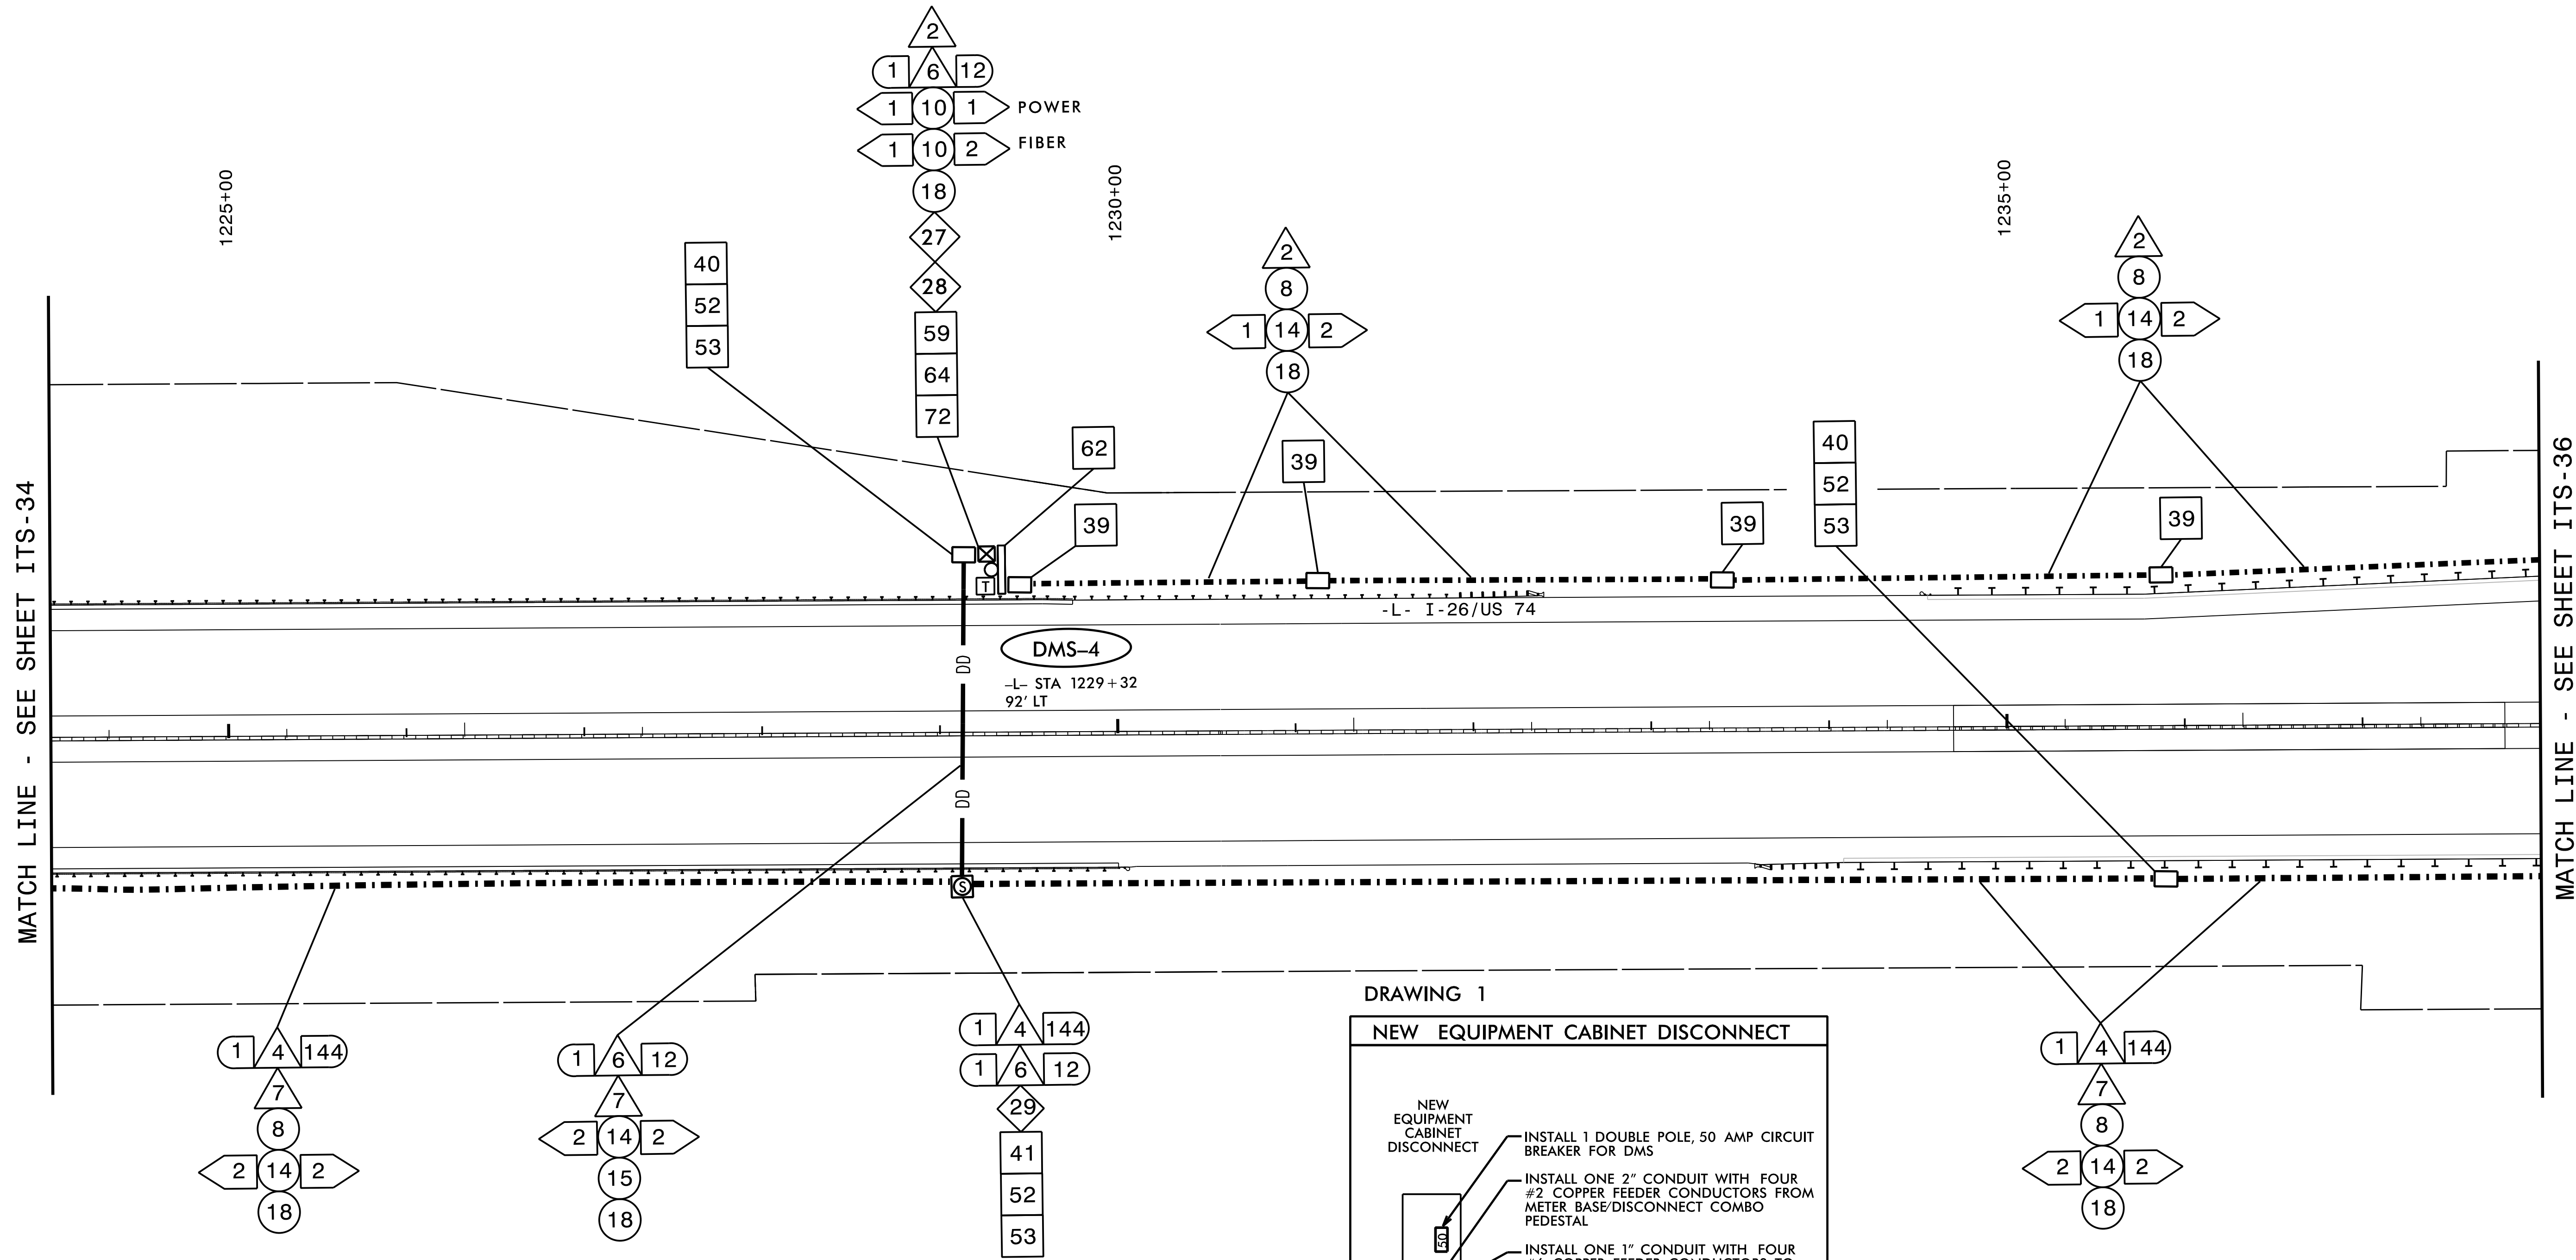 2
1 6 12
1 10 1 POWER
1 10 2 FIBER
18
27
28
59
64
72
1225+00
1230+00
1235+00
40
52
53
62
39
2
8
1 14 2
18
39
39
40
52
53
2
8
1 14 2
18
39
MATCH LINE - SEE SHEET ITS-34
MATCH LINE - SEE SHEET ITS-36
T
-L- I-26/US 74
DMS-4
-L- STA 1229+32
92' LT
DD
DD
S
1 4 144
7
8
2 14 2
18
1 6 12
7
2 14 2
15
18
1 4 144
1 6 12
29
41
52
53
1 4 144
7
8
2 14 2
18
DRAWING 1
NEW EQUIPMENT CABINET DISCONNECT
NEW
EQUIPMENT
CABINET
DISCONNECT
INSTALL 1 DOUBLE POLE, 50 AMP CIRCUIT
BREAKER FOR DMS
INSTALL ONE 2" CONDUIT WITH FOUR
#2 COPPER FEEDER CONDUCTORS FROM
METER BASE/DISCONNECT COMBO
PEDESTAL
50
INSTALL ONE 1" CONDUIT WITH FOUR
COPPER FEEDER CONDUCTORS TO